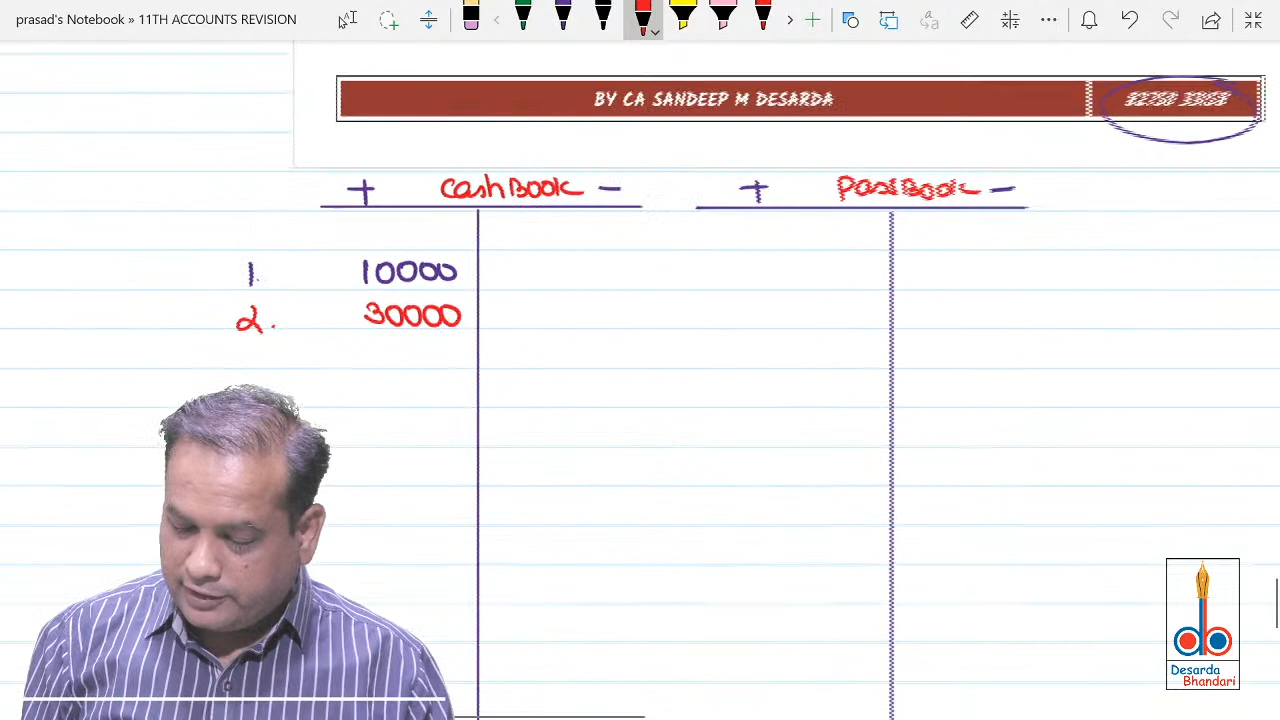 prasad's Notebook » 11TH ACCOUNTS REVISION
BY CA SANDEEP M DESARDA
+ CashBook - + PassBook -
1. 10000
2. 30000
Desarda
Bhandari